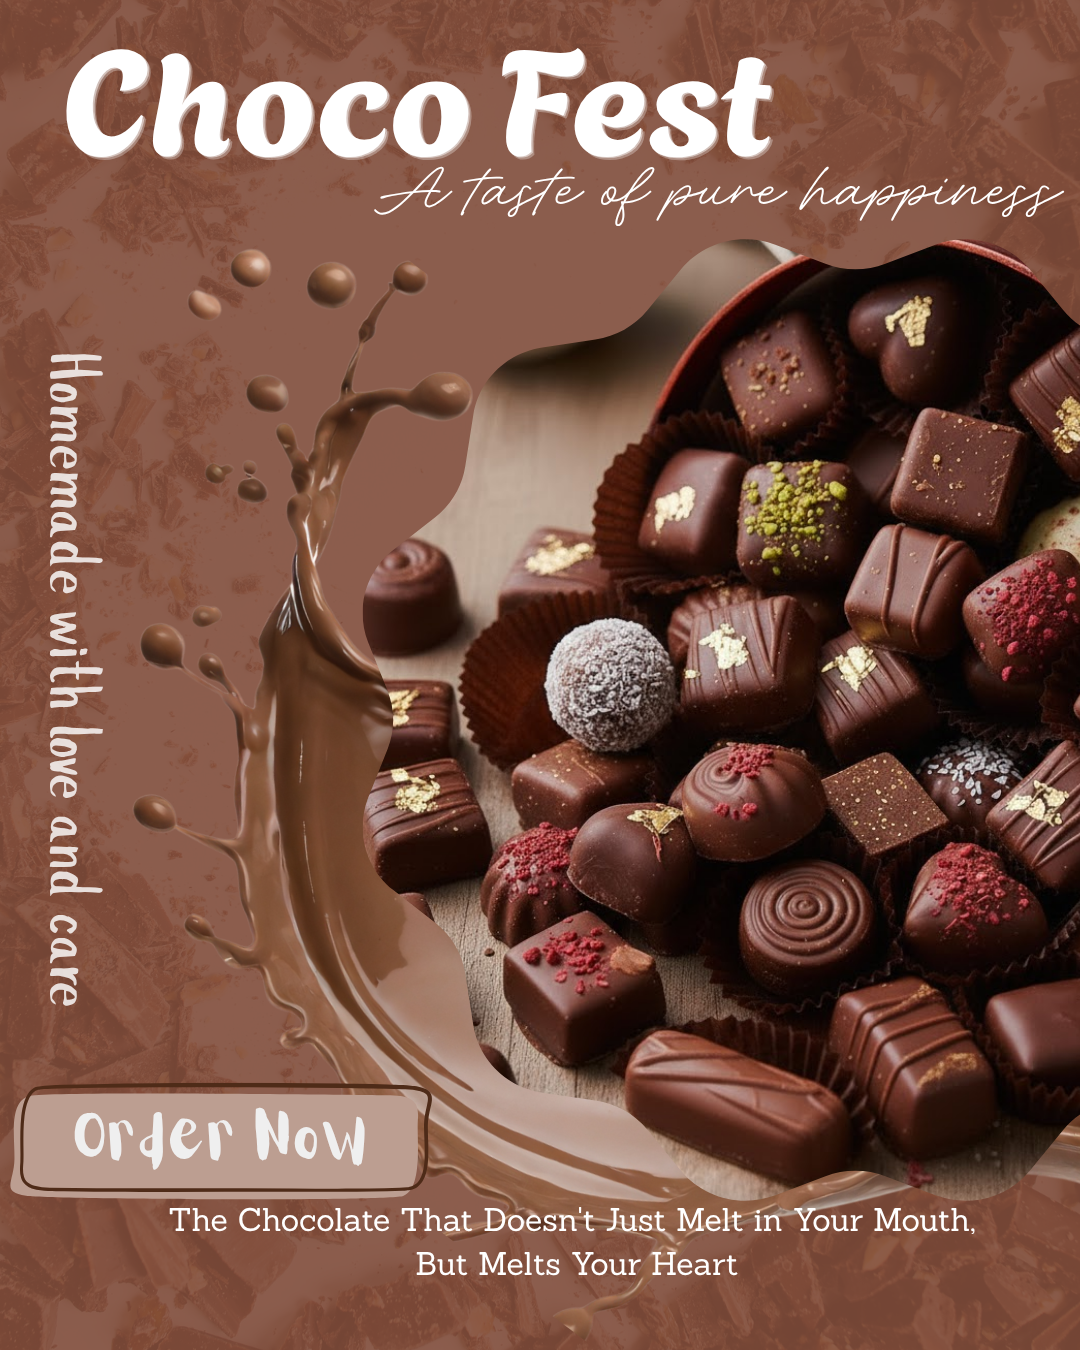 Choco Fest
A taste of pure happiness
Homemade with love and care
Order Now
The Chocolate That Doesn't Just Melt in Your Mouth,
But Melts Your Heart